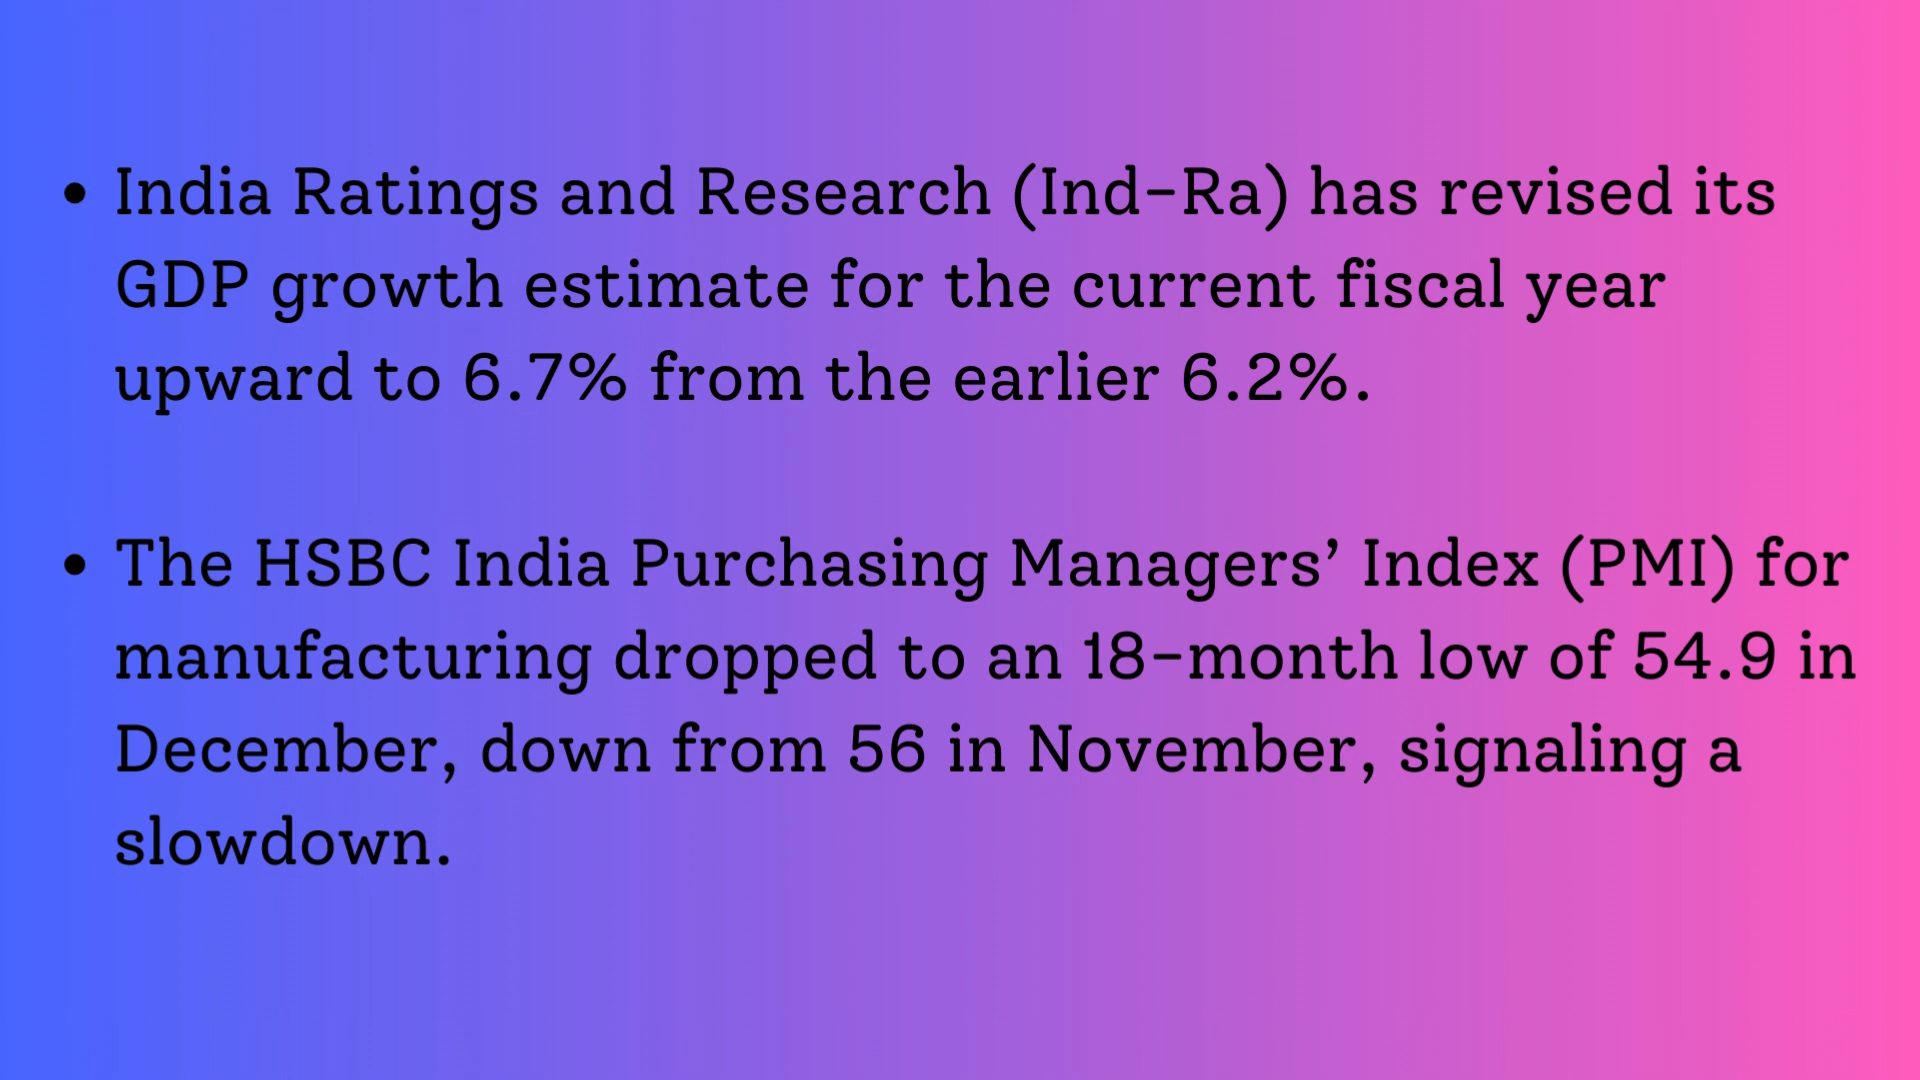 • India Ratings and Research (Ind-Ra) has revised its
GDP growth estimate for the current fiscal year
upward to 6.7% from the earlier 6.2%.
• The HSBC India Purchasing Managers’ Index (PMI) for
manufacturing dropped to an 18-month low of 54.9 in
December, down from 56 in November, signaling a
slowdown.